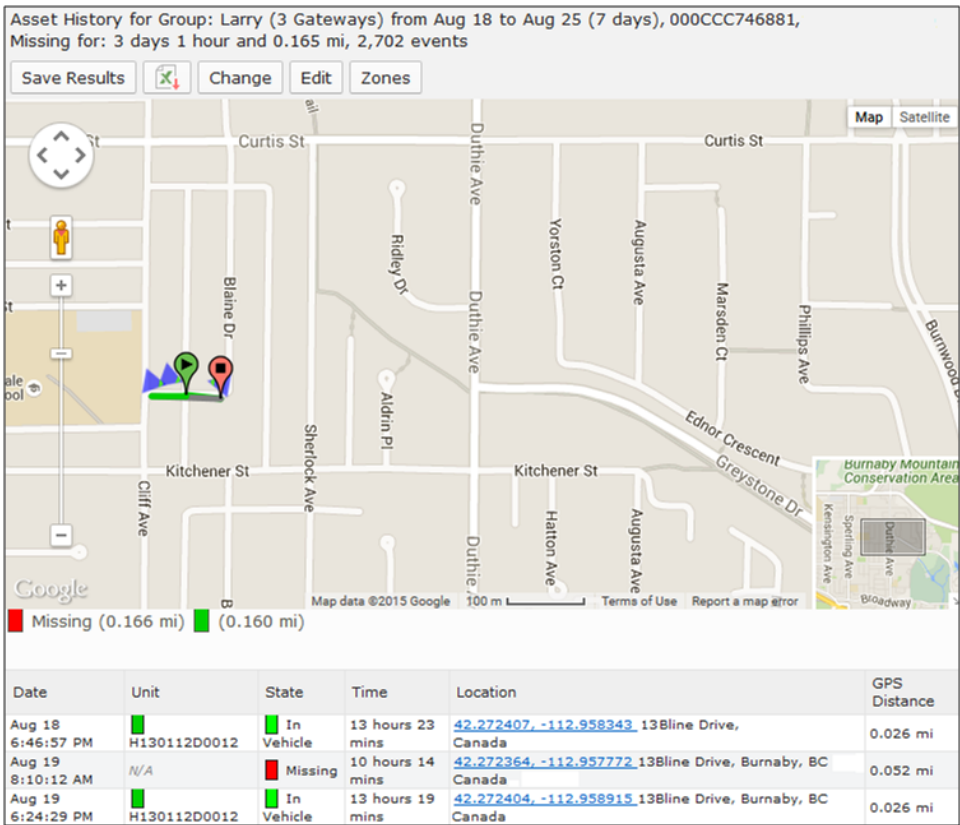 Asset History for Group: Larry (3 Gateways) from Aug 18 to Aug 25 (7 days), 000CCC746881,
Missing for: 3 days 1 hour and 0.165 mi, 2,702 events
Save Results
Change
Edit
Zones
Map
Satellite
ail
St
Curtis St
Curtis St
Duthie Ave
t
Yorston Ct
Augusta Ave
Ridley Dr
Blaine Dr
Marsden Ct
Duthie Ave
Phillips Ave
st
Burnwood D
ale
ool
Aldrin Pl
Ednor Crescent
Sherlock Ave
Kitchener St
Kitchener St
Greystone Dr
Cliff Ave
Hatton Ave
Augusta Ave
Duthie
Burnaby Mountain
Conservation Area
Kensington Ave
Sperling Ave
Duthie Ave
Broadway
B
Google
Map data ©2015 Google
100 m
Terms of Use
Report a map error
Missing (0.166 mi)
(0.160 mi)
Date Unit State Time Location GPS Distance
Aug 18 6:46:57 PM H130112D0012 In Vehicle 13 hours 23 mins 42.272407, -112.958343 13Bline Drive, Canada 0.026 mi
Aug 19 8:10:12 AM N/A Missing 10 hours 14 mins 42.272364, -112.957772 13Bline Drive, Burnaby, BC Canada 0.052 mi
Aug 19 6:24:29 PM H130112D0012 In Vehicle 13 hours 19 mins 42.272404, -112.958915 13Bline Drive, Burnaby, BC Canada 0.026 mi